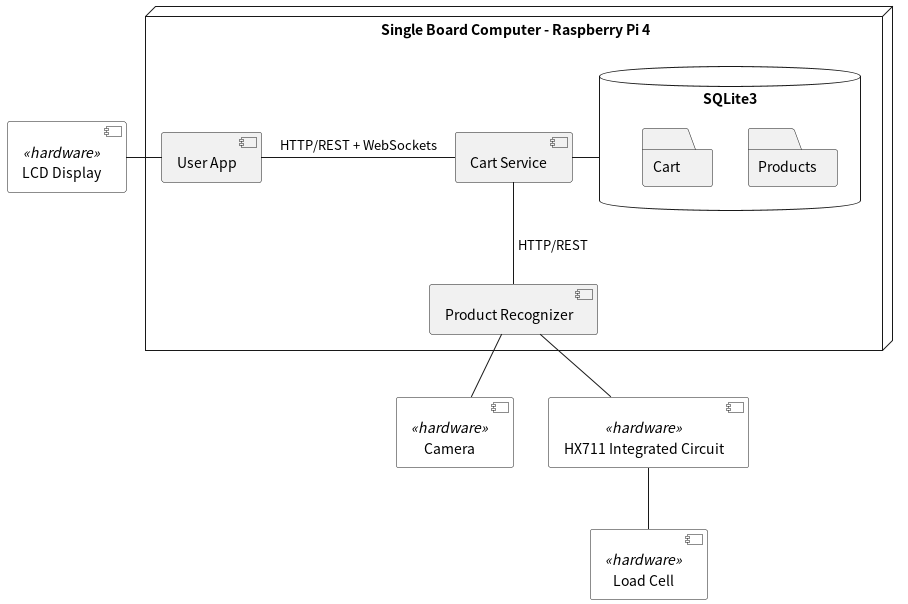 Single Board Computer - Raspberry Pi 4
SQLite3
«hardware»
LCD Display
User App
HTTP/REST + WebSockets
Cart Service
Cart
Products
HTTP/REST
Product Recognizer
«hardware»
Camera
«hardware»
HX711 Integrated Circuit
«hardware»
Load Cell